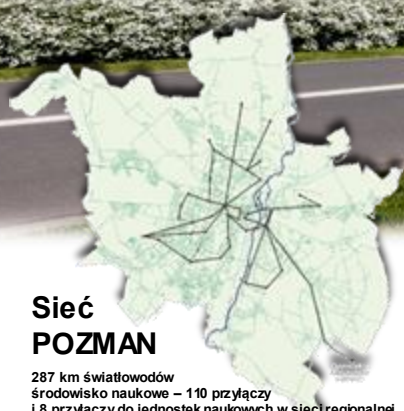 Sieć
POZMAN
287 km światłowodów
środowisko naukowe – 110 przyłączy
i 8 przyłączy do jednostek naukowych w sieci regionalnej